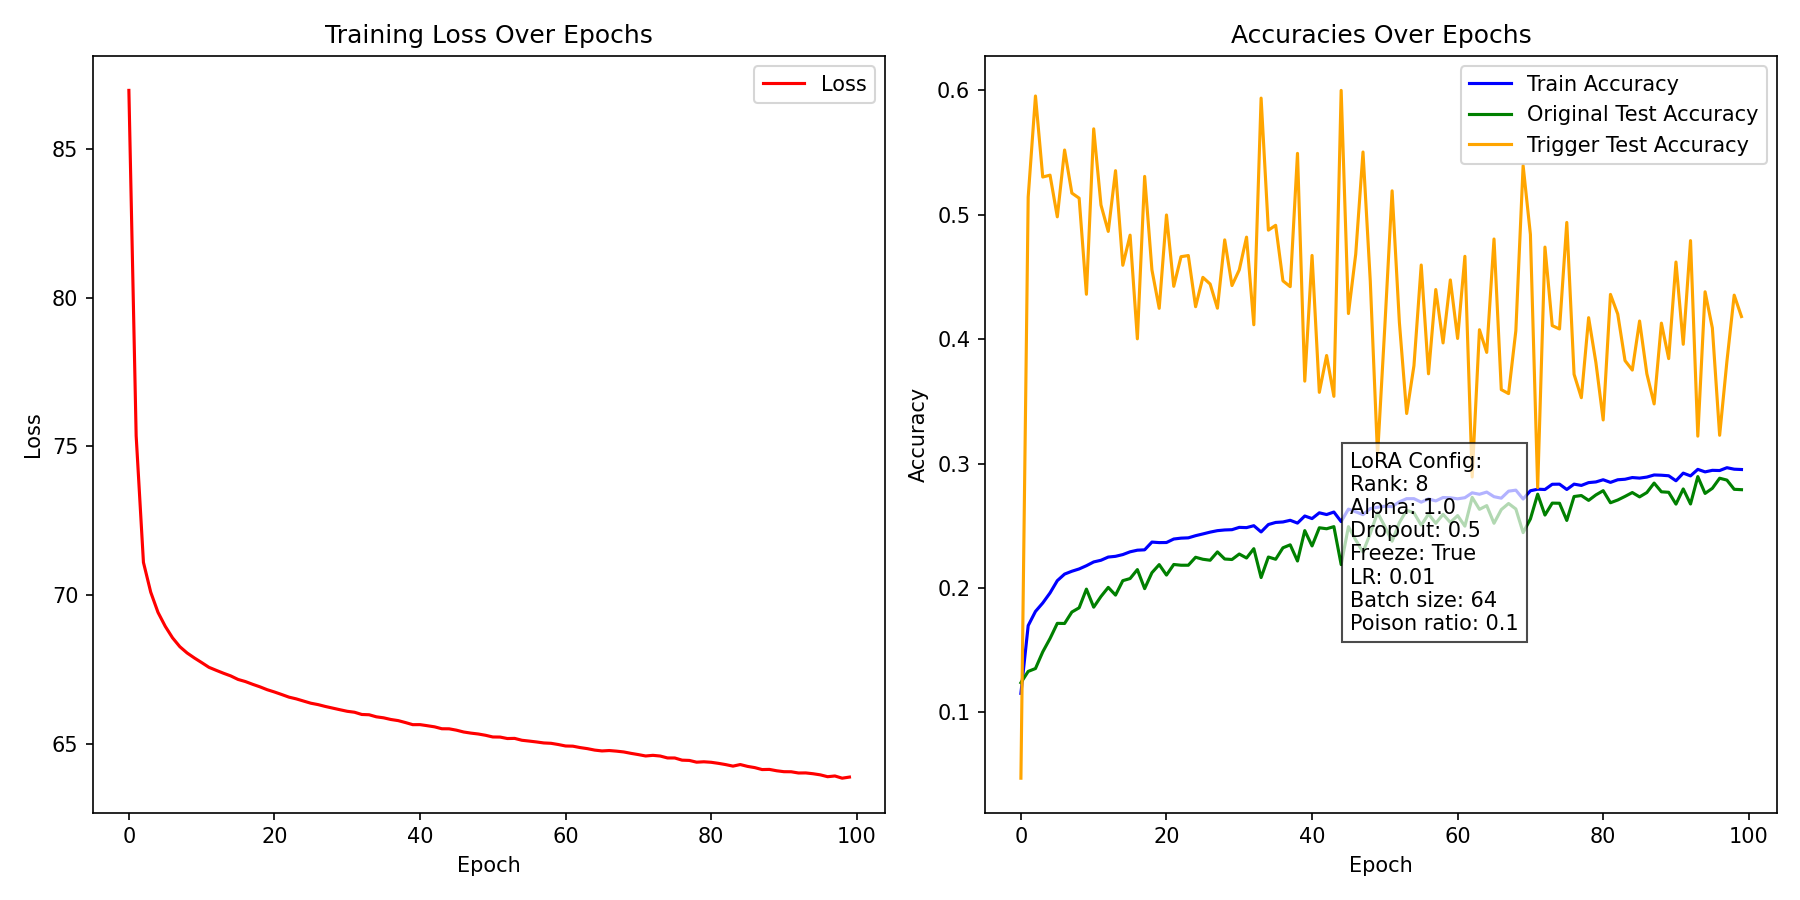 Training Loss Over Epochs
Loss
85
80
75
70
65
Loss
0
20
40
60
80
100
Epoch
Accuracies Over Epochs
Train Accuracy
Original Test Accuracy
Trigger Test Accuracy
0.6
0.5
0.4
0.3
0.2
0.1
Accuracy
LoRA Config:
Rank: 8
Alpha: 1.0
Dropout: 0.5
Freeze: True
LR: 0.01
Batch size: 64
Poison ratio: 0.1
0
20
40
60
80
100
Epoch